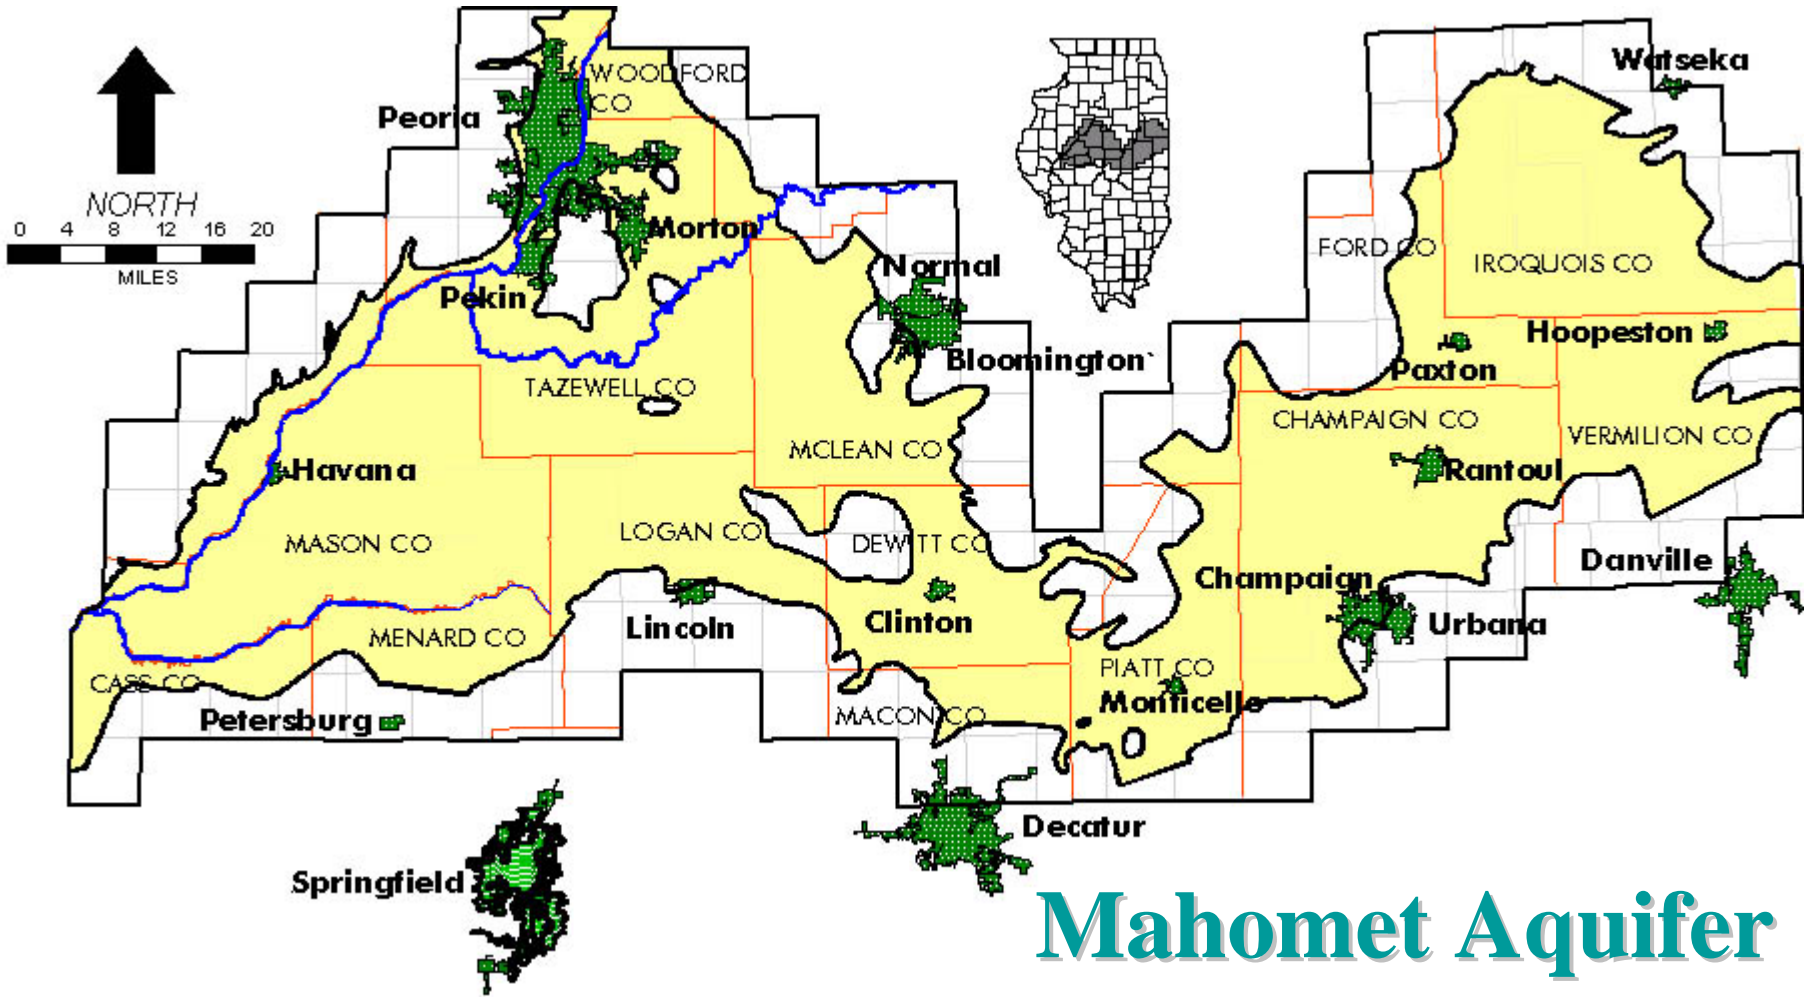 Watseka
WOODFORD
CO
Peoria
NORTH
0 4 8 12 16 20
MILES
Morton
FORD CO
IROQUOIS CO
Normal
Pekin
Hoopeston
Bloomington
Paxton
TAZEWELL CO
CHAMPAIGN CO
VERMILION CO
MCLEAN CO
Havana
Rantoul
LOGAN CO
MASON CO
DEWITT CO
Danville
Champaign
Clinton
Lincoln
Urbana
MENARD CO
PIATT CO
CASS CO
Monticello
Petersburg
MACON CO
Decatur
Springfield
Mahomet Aquifer